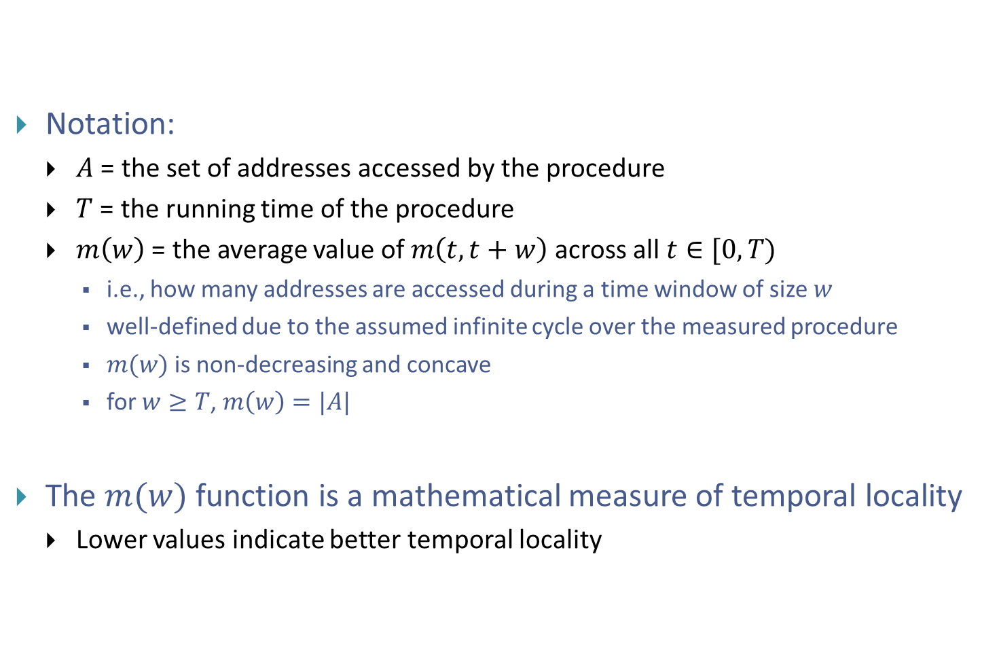 Notation:
A = the set of addresses accessed by the procedure
T = the running time of the procedure
m(w) = the average value of m(t, t + w) across all t ∈ [0, T)
i.e., how many addresses are accessed during a time window of size w
well-defined due to the assumed infinite cycle over the measured procedure
m(w) is non-decreasing and concave
for w ≥ T, m(w) = |A|
The m(w) function is a mathematical measure of temporal locality
Lower values indicate better temporal locality